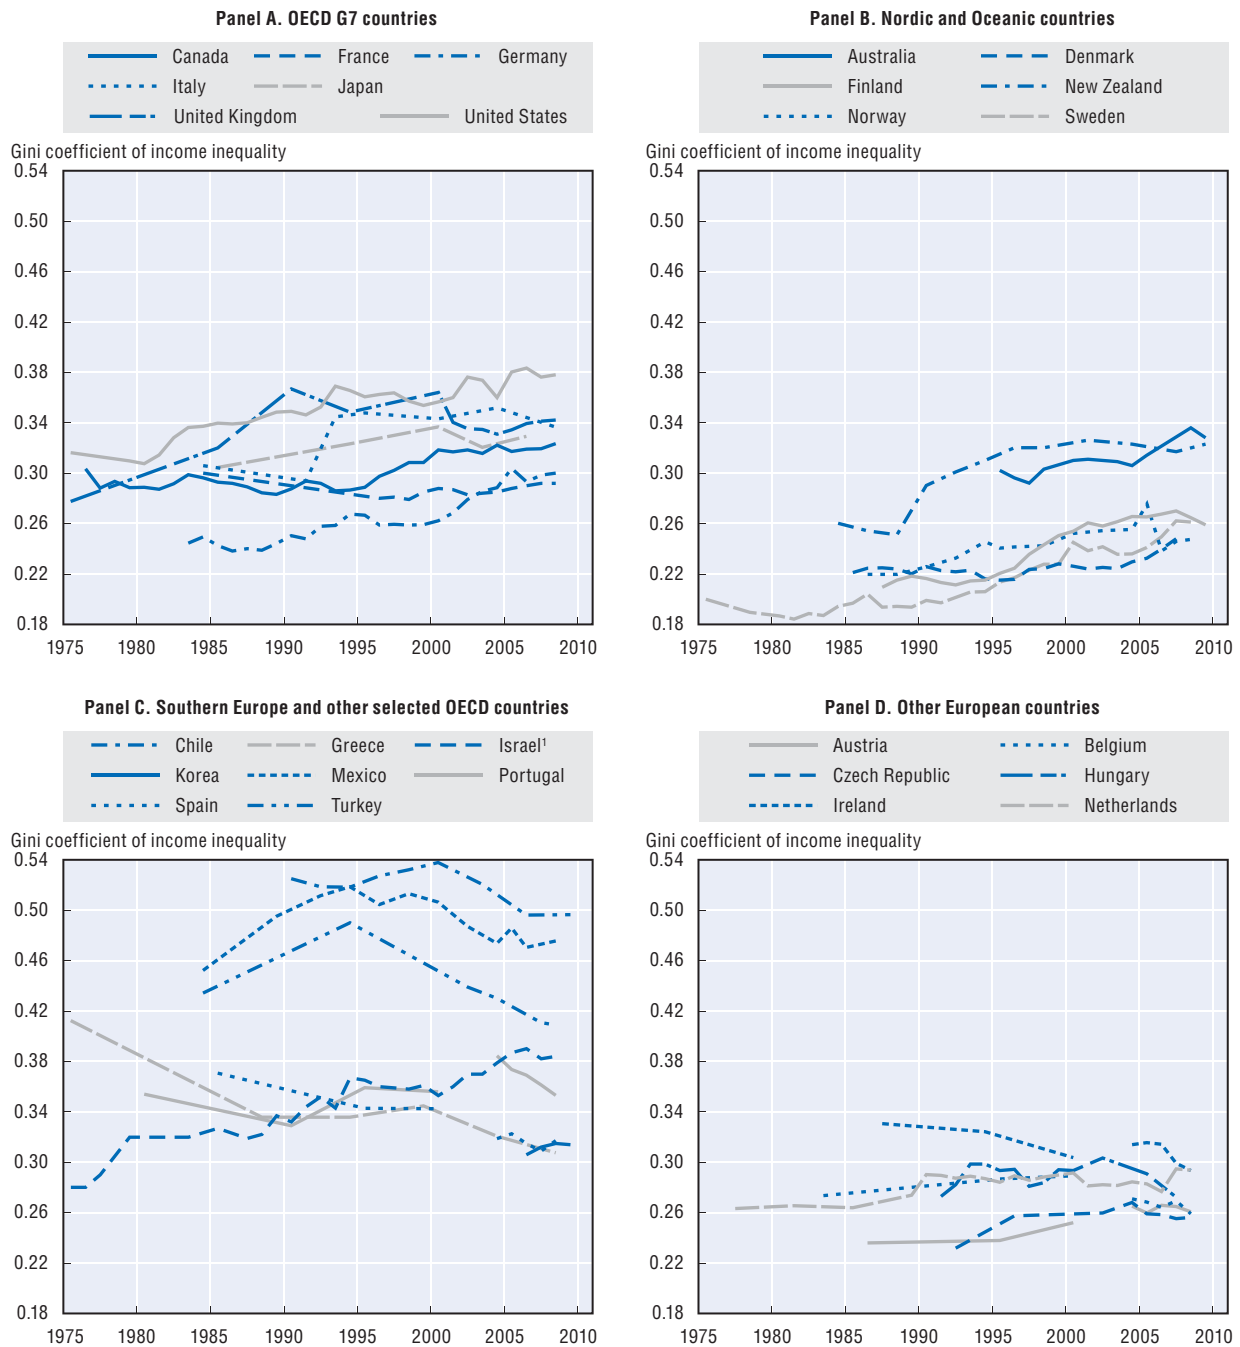 Panel A. OECD G7 countries
Canada France Germany
Italy Japan
United Kingdom United States
Gini coefficient of income inequality
0.54
0.50
0.46
0.42
0.38
0.34
0.30
0.26
0.22
0.18
1975 1980 1985 1990 1995 2000 2005 2010
Panel B. Nordic and Oceanic countries
Australia Denmark
Finland New Zealand
Norway Sweden
Gini coefficient of income inequality
0.54
0.50
0.46
0.42
0.38
0.34
0.30
0.26
0.22
0.18
1975 1980 1985 1990 1995 2000 2005 2010
Panel C. Southern Europe and other selected OECD countries
Chile Greece Israel¹
Korea Mexico Portugal
Spain Turkey
Gini coefficient of income inequality
0.54
0.50
0.46
0.42
0.38
0.34
0.30
0.26
0.22
0.18
1975 1980 1985 1990 1995 2000 2005 2010
Panel D. Other European countries
Austria Belgium
Czech Republic Hungary
Ireland Netherlands
Gini coefficient of income inequality
0.54
0.50
0.46
0.42
0.38
0.34
0.30
0.26
0.22
0.18
1975 1980 1985 1990 1995 2000 2005 2010